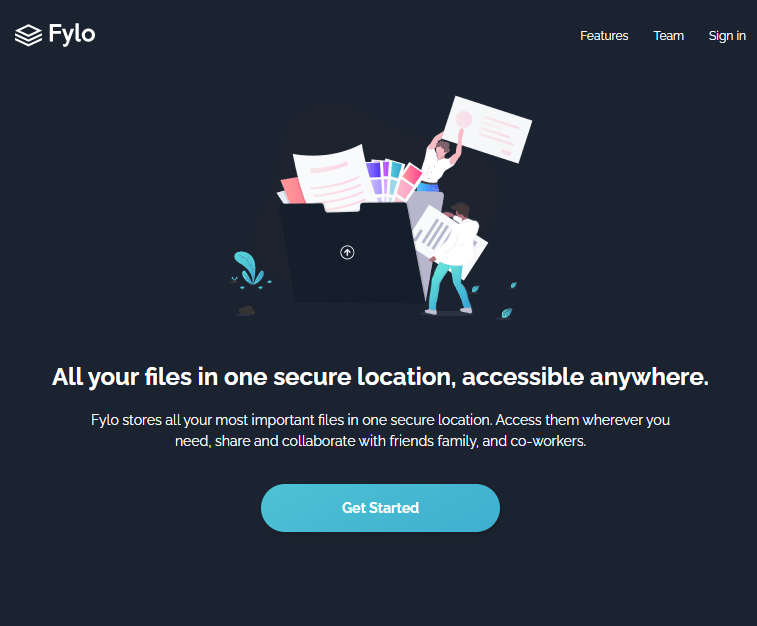 Fylo
Features Team Sign in
All your files in one secure location, accessible anywhere.
Fylo stores all your most important files in one secure location. Access them wherever you
need, share and collaborate with friends family, and co-workers.
Get Started